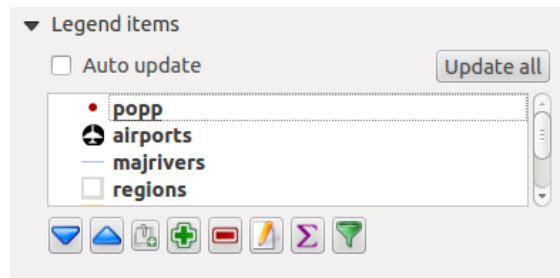 Legend items
Auto update
Update all
popp
airports
majrivers
regions